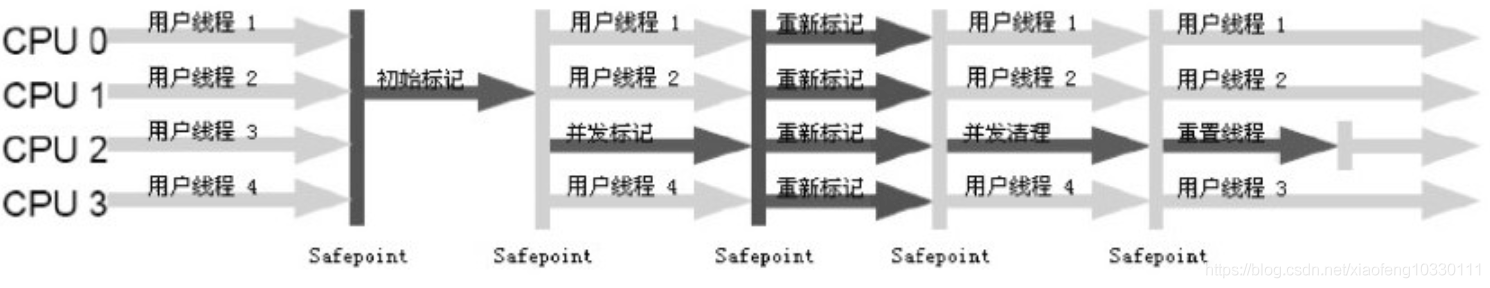 CPU 0 用户线程 1 用户线程 1 重新标记 用户线程 1 用户线程 1
CPU 1 用户线程 2 初始标记 用户线程 2 重新标记 用户线程 2 用户线程 2
CPU 2 用户线程 3 并发标记 重新标记 并发清理 重置线程
CPU 3 用户线程 4 用户线程 4 重新标记 用户线程 4 用户线程 3
Safepoint Safepoint Safepoint Safepoint Safepoint
https://blog.csdn.net/xiaofeng10330111